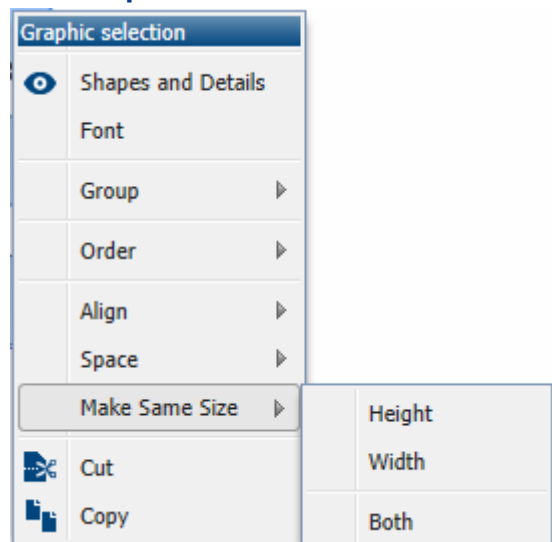 Graphic selection
Shapes and Details
Font
Group
Order
Align
Space
Make Same Size
Height
Width
Cut
Copy
Both